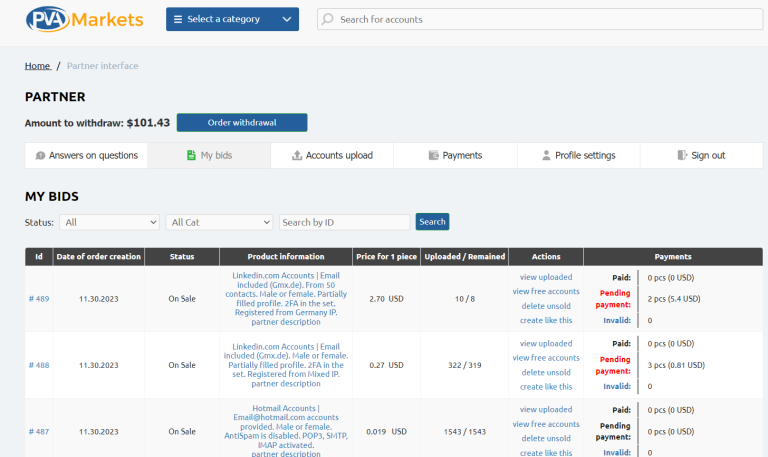 PVA Markets
Select a category
Search for accounts
Home / Partner interface
PARTNER
Amount to withdraw: $101.43
Order withdrawal
Answers on questions
My bids
Accounts upload
Payments
Profile settings
Sign out
MY BIDS
Status:
All
All Cat
Search by ID
Search
Id
Date of order creation
Status
Product information
Price for 1 piece
Uploaded / Remained
Actions
Payments
# 489
11.30.2023
On Sale
Linkedin.com Accounts | Email
included (Gmx.de). From 50
contacts. Male or female. Partially
filled profile. 2FA in the set.
Registered from Germany IP.
partner description
2.70 USD
10 / 8
view uploaded
view free accounts
delete unsold
create like this
Paid: 0 pcs (0 USD)
Pending
payment: 2 pcs (5.4 USD)
Invalid: 0
# 488
11.30.2023
On Sale
Linkedin.com Accounts | Email
included (Gmx.de). Male or female.
Partially filled profile. 2FA in the
set. Registered from Mixed IP.
partner description
0.27 USD
322 / 319
view uploaded
view free accounts
delete unsold
create like this
Paid: 0 pcs (0 USD)
Pending
payment: 3 pcs (0.81 USD)
Invalid: 0
# 487
11.30.2023
On Sale
Hotmail Accounts |
Email@hotmail.com accounts
provided. Male or female.
AntiSpam is disabled. POP3, SMTP,
IMAP activated.
partner description
0.019 USD
1543 / 1543
view uploaded
view free accounts
delete unsold
create like this
Paid: 0 pcs (0 USD)
Pending
payment: 0 pcs (0 USD)
Invalid: 0